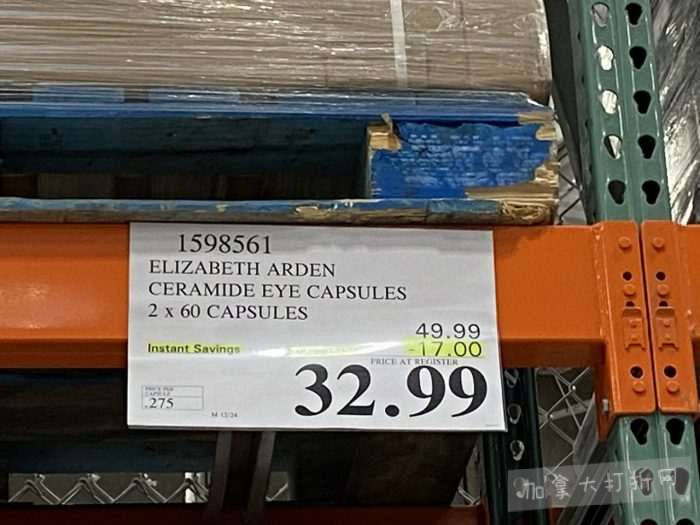 1598561
ELIZABETH ARDEN
CERAMIDE EYE CAPSULES
2 x 60 CAPSULES
49.99
Instant Savings
-17.00
PRICE AT REGISTER
32.99
PRICE PER
CAPSULE
.275
M 12/24
加拿大打折网